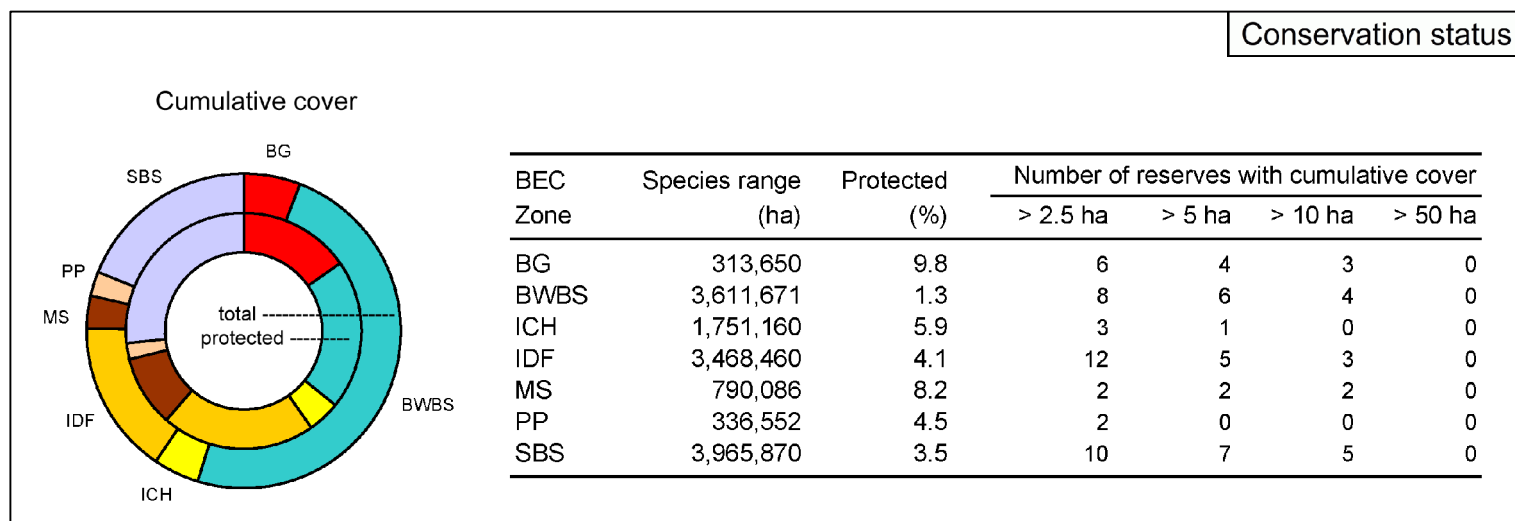 Conservation status
Cumulative cover
BG
SBS
PP
MS
total
protected
IDF
BWBS
ICH
BEC Species range Protected Number of reserves with cumulative cover
Zone (ha) (%) > 2.5 ha > 5 ha > 10 ha > 50 ha
BG 313,650 9.8 6 4 3 0
BWBS 3,611,671 1.3 8 6 4 0
ICH 1,751,160 5.9 3 1 0 0
IDF 3,468,460 4.1 12 5 3 0
MS 790,086 8.2 2 2 2 0
PP 336,552 4.5 2 0 0 0
SBS 3,965,870 3.5 10 7 5 0